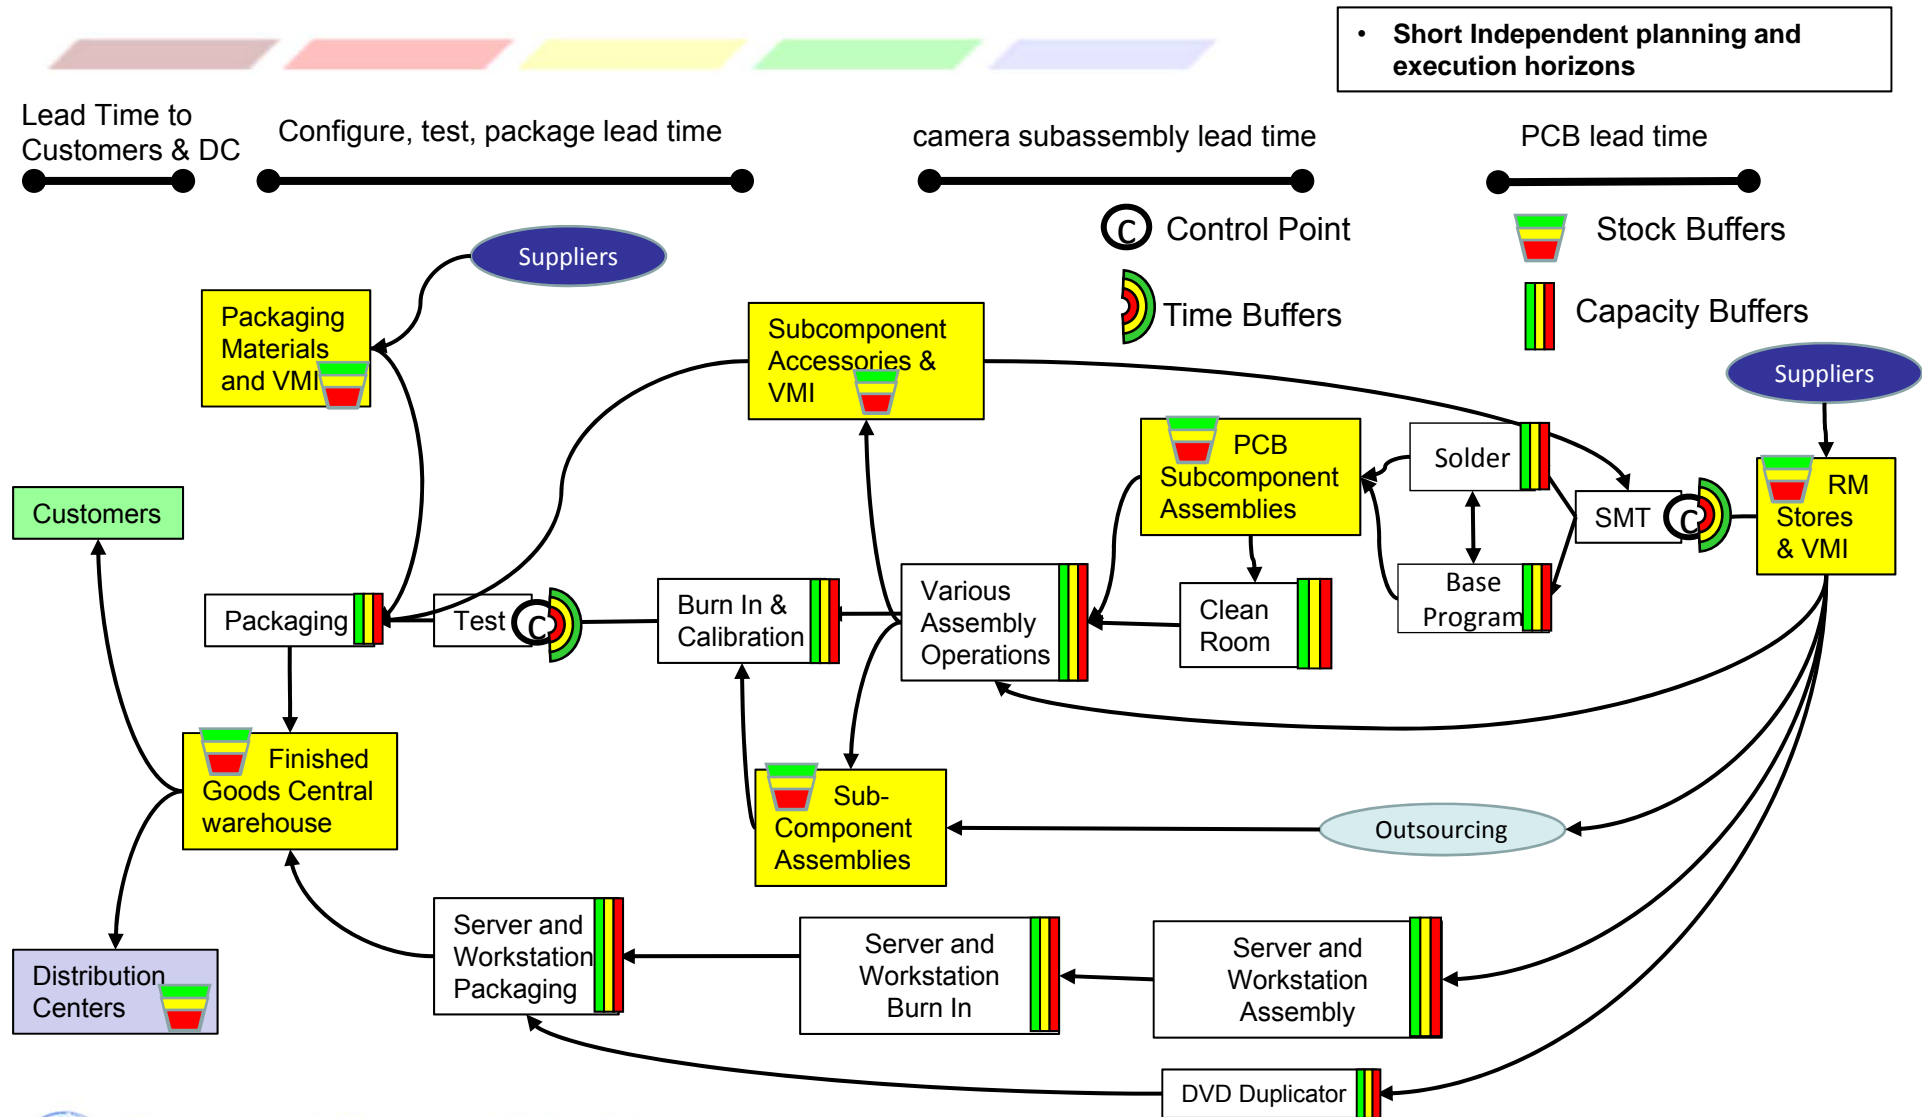 • Short Independent planning and
execution horizons
Lead Time to
Customers & DC
Configure, test, package lead time
camera subassembly lead time
PCB lead time
C Control Point
Stock Buffers
Time Buffers
Capacity Buffers
Suppliers
Packaging
Materials
and VMI
Subcomponent
Accessories &
VMI
Suppliers
PCB
Subcomponent
Assemblies
Solder
SMT
C
RM
Stores
& VMI
Customers
Packaging
Test
C
Burn In &
Calibration
Various
Assembly
Operations
Clean
Room
Base
Program
Finished
Goods Central
warehouse
Sub-
Component
Assemblies
Outsourcing
Distribution
Centers
Server and
Workstation
Packaging
Server and
Workstation
Burn In
Server and
Workstation
Assembly
DVD Duplicator